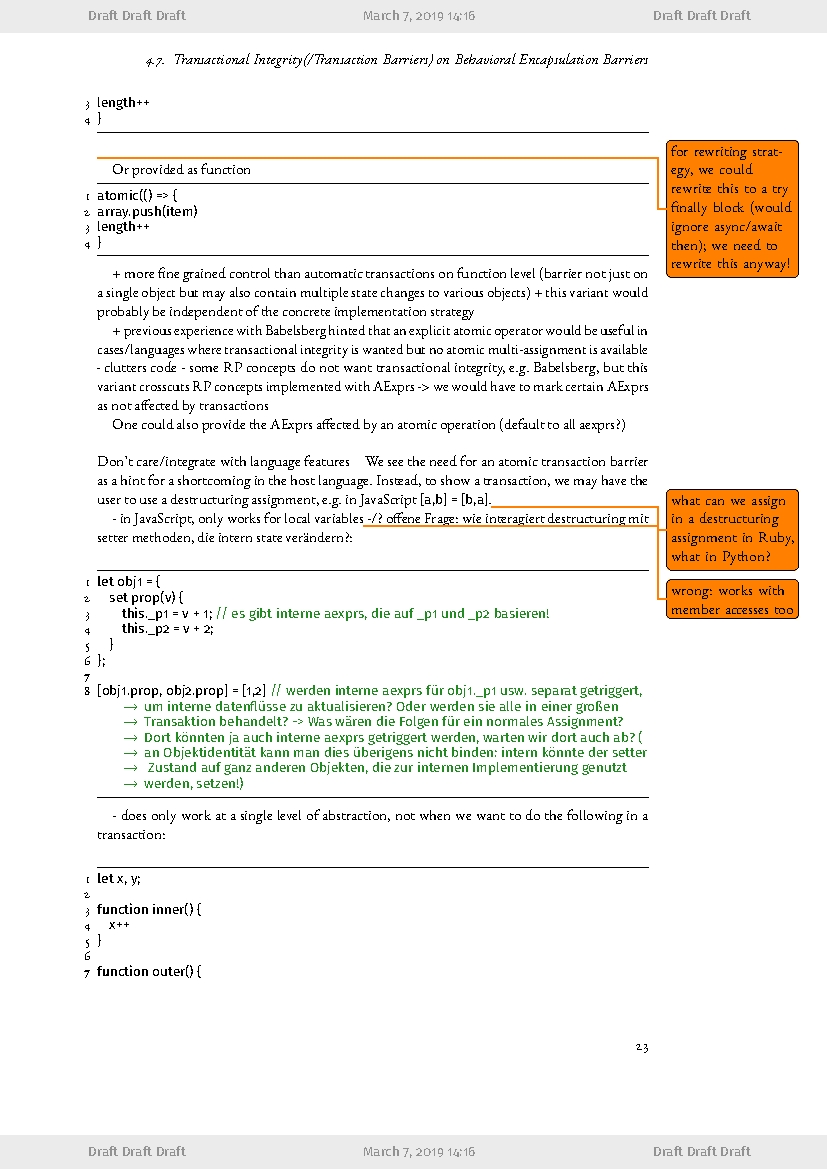 Draft Draft Draft March 7, 2019 14:16 Draft Draft Draft
4.7. Transactional Integrity(/Transaction Barriers) on Behavioral Encapsulation Barriers
3 length++
4 }
Or provided as function
1 atomic(() => {
2 array.push(item)
3 length++
4 }
for rewriting strat-
egy, we could
rewrite this to a try
finally block (would
ignore async/await
then); we need to
rewrite this anyway!
+ more fine grained control than automatic transactions on function level (barrier not just on
a single object but may also contain multiple state changes to various objects) + this variant would
probably be independent of the concrete implementation strategy
+ previous experience with Babelsberg hinted that an explicit atomic operator would be useful in
cases/languages where transactional integrity is wanted but no atomic multi-assignment is available
- clutters code - some RP concepts do not want transactional integrity, e.g. Babelsberg, but this
variant crosscuts RP concepts implemented with AExprs -> we would have to mark certain AExprs
as not affected by transactions
One could also provide the AExprs affected by an atomic operation (default to all aexprs?)
Don't care/integrate with language features We see the need for an atomic transaction barrier
as a hint for a shortcoming in the host language. Instead, to show a transaction, we may have the
user to use a destructuring assignment, e.g. in JavaScript [a,b] = [b,a].
- in JavaScript, only works for local variables -/? offene Frage: wie interagiert destructuring mit
setter methoden, die intern state verändern?:
what can we assign
in a destructuring
assignment in Ruby,
what in Python?
wrong: works with
member accesses too
1 let obj1 = {
2 set prop(v) {
3 this._p1 = v + 1; // es gibt interne aexprs, die auf _p1 und _p2 basieren!
4 this._p2 = v + 2;
5 }
6 };
7
8 [obj1.prop, obj2.prop] = [1,2] // werden interne aexprs für obj1._p1 usw. separat getriggert,
→ um interne datenflüsse zu aktualisieren? Oder werden sie alle in einer großen
→ Transaktion behandelt? -> Was wären die Folgen für ein normales Assignment?
→ Dort könnten ja auch interne aexprs getriggert werden, warten wir dort auch ab? (
→ an Objektidentität kann man dies überigens nicht binden: intern könnte der setter
→ Zustand auf ganz anderen Objekten, die zur internen Implementierung genutzt
→ werden, setzen!)
- does only work at a single level of abstraction, not when we want to do the following in a
transaction:
1 let x, y;
2
3 function inner() {
4 x++
5 }
6
7 function outer() {
23
Draft Draft Draft March 7, 2019 14:16 Draft Draft Draft